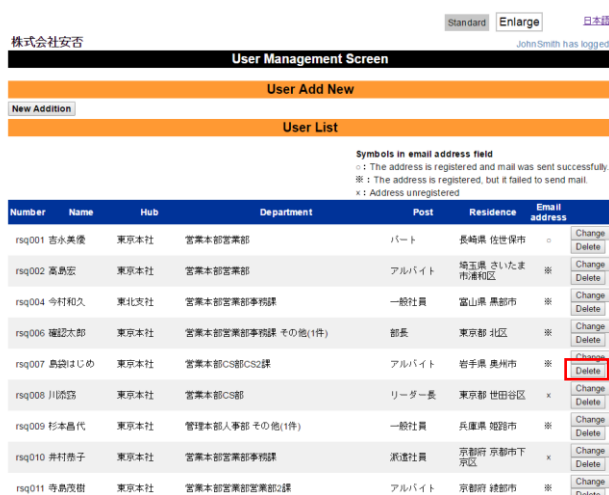 Standard Enlarge 日本語
株式会社安否 JohnSmith has logged
User Management Screen
User Add New
New Addition
User List
Symbols in email address field
○：The address is registered and mail was sent successfully.
※：The address is registered, but it failed to send mail.
×：Address unregistered
Number Name Hub Department Post Residence Email address
rsq001 吉永美優 東京本社 営業本部営業部 パート 長崎県 佐世保市 ○ Change
Delete
rsq002 高島宏 東京本社 営業本部営業部 アルバイト 埼玉県 さいたま市浦和区 ※ Change
Delete
rsq004 今村和久 東北支社 営業本部営業部事務課 一般社員 富山県 黒部市 ※ Change
Delete
rsq006 確認太郎 東京本社 営業本部営業部事務課 その他(1件) 部長 東京都 北区 ※ Change
Delete
rsq007 島袋はじめ 東京本社 営業本部CS部CS2課 アルバイト 岩手県 奥州市 ※ Change
Delete
rsq008 川添 東京本社 営業本部CS部 リーダー長 東京都 世田谷区 × Change
Delete
rsq009 杉本昌代 東京本社 管理本部人事部 その他(1件) 一般社員 兵庫県 姫路市 ※ Change
Delete
rsq010 井村恭子 東京本社 営業本部営業部事務課 派遣社員 京都府 京都市下京区 × Change
Delete
rsq011 寺島茂樹 東京本社 営業本部営業部営業部2課 アルバイト 京都府 綾部市 ※ Change
Delete